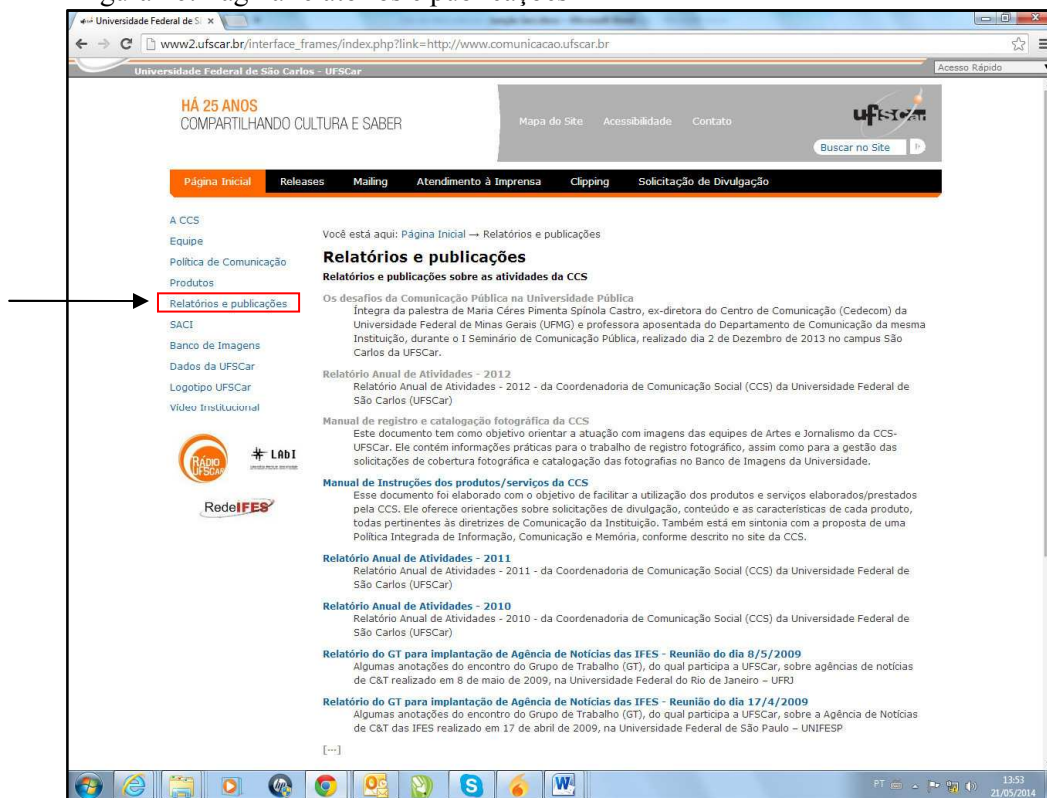 Universidade Federal de S
www2.ufscar.br/interface_frames/index.php?link=http://www.comunicacao.ufscar.br
Universidade Federal de São Carlos - UFSCar
Acesso Rápido
HÁ 25 ANOS
COMPARTILHANDO CULTURA E SABER
Mapa do Site Acessibilidade Contato
ufscar
Buscar no Site
Página Inicial Releases Mailing Atendimento à Imprensa Clipping Solicitação de Divulgação
A CCS
Equipe
Política de Comunicação
Produtos
Relatórios e publicações
SACI
Banco de Imagens
Dados da UFSCar
Logotipo UFSCar
Vídeo Institucional
RÁDIO
UFSCAR
LAbI
RedeIFES
Você está aqui: Página Inicial → Relatórios e publicações
Relatórios e publicações
Relatórios e publicações sobre as atividades da CCS
Os desafios da Comunicação Pública na Universidade Pública
Íntegra da palestra de Maria Céres Pimenta Spínola Castro, ex-diretora do Centro de Comunicação (Cedecom) da
Universidade Federal de Minas Gerais (UFMG) e professora aposentada do Departamento de Comunicação da mesma
Instituição, durante o I Seminário de Comunicação Pública, realizado dia 2 de Dezembro de 2013 no campus São
Carlos da UFSCar.
Relatório Anual de Atividades - 2012
Relatório Anual de Atividades - 2012 - da Coordenadoria de Comunicação Social (CCS) da Universidade Federal de
São Carlos (UFSCar)
Manual de registro e catalogação fotográfica da CCS
Este documento tem como objetivo orientar a atuação com imagens das equipes de Artes e Jornalismo da CCS-
UFSCar. Ele contém informações práticas para o trabalho de registro fotográfico, assim como para a gestão das
solicitações de cobertura fotográfica e catalogação das fotografias no Banco de Imagens da Universidade.
Manual de Instruções dos produtos/serviços da CCS
Esse documento foi elaborado com o objetivo de facilitar a utilização dos produtos e serviços elaborados/prestados
pela CCS. Ele oferece orientações sobre solicitações de divulgação, conteúdo e as características de cada produto,
todas pertinentes às diretrizes de Comunicação da Instituição. Também está em sintonia com a proposta de uma
Política Integrada de Informação, Comunicação e Memória, conforme descrito no site da CCS.
Relatório Anual de Atividades - 2011
Relatório Anual de Atividades - 2011 - da Coordenadoria de Comunicação Social (CCS) da Universidade Federal de
São Carlos (UFSCar)
Relatório Anual de Atividades - 2010
Relatório Anual de Atividades - 2010 - da Coordenadoria de Comunicação Social (CCS) da Universidade Federal de
São Carlos (UFSCar)
Relatório do GT para implantação de Agência de Notícias das IFES - Reunião do dia 8/5/2009
Algumas anotações do encontro do Grupo de Trabalho (GT), do qual participa a UFSCar, sobre agências de notícias
de C&T realizado em 8 de maio de 2009, na Universidade Federal do Rio de Janeiro – UFRJ
Relatório do GT para implantação de Agência de Notícias das IFES - Reunião do dia 17/4/2009
Algumas anotações do encontro do Grupo de Trabalho (GT), do qual participa a UFSCar, sobre a Agência de Notícias
de C&T das IFES realizado em 17 de abril de 2009, na Universidade Federal de São Paulo – UNIFESP
[...]
PT
13:53
21/05/2014